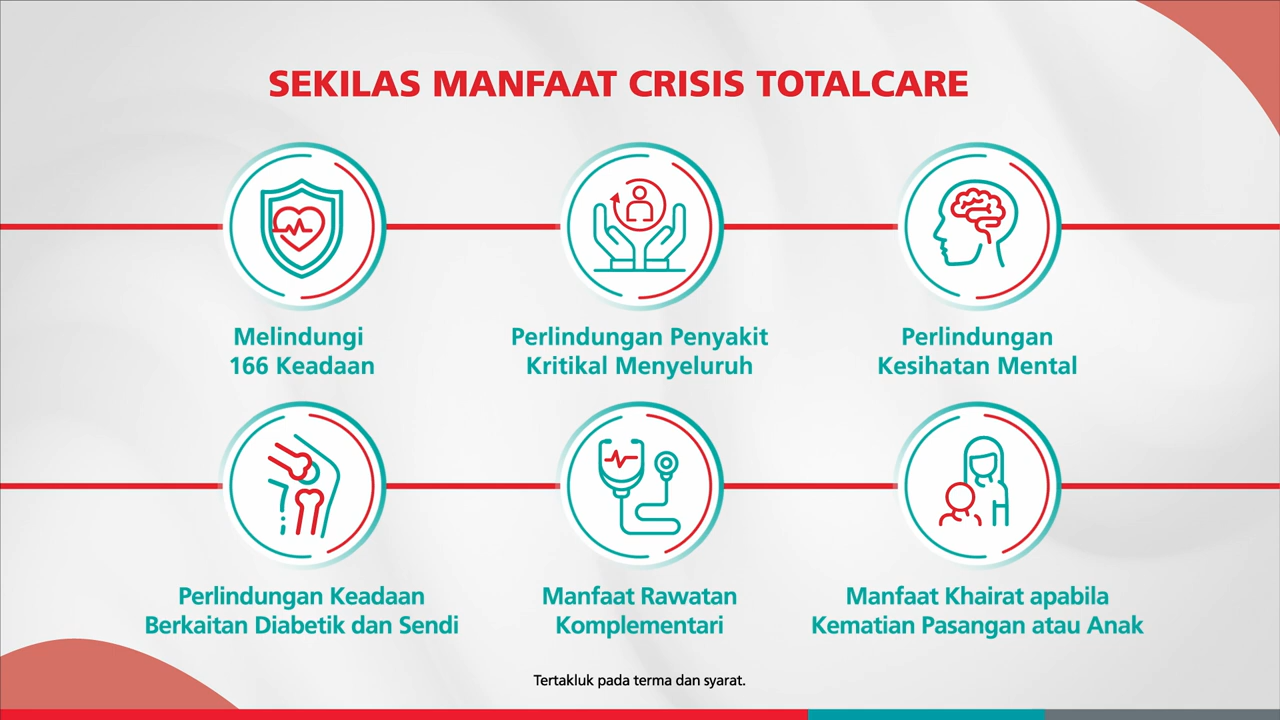 SEKILAS MANFAAT CRISIS TOTALCARE
Melindungi
166 Keadaan
Perlindungan Penyakit
Kritikal Menyeluruh
Perlindungan
Kesihatan Mental
Perlindungan Keadaan
Berkaitan Diabetik dan Sendi
Manfaat Rawatan
Komplementari
Manfaat Khairat apabila
Kematian Pasangan atau Anak
Tertakluk pada terma dan syarat.